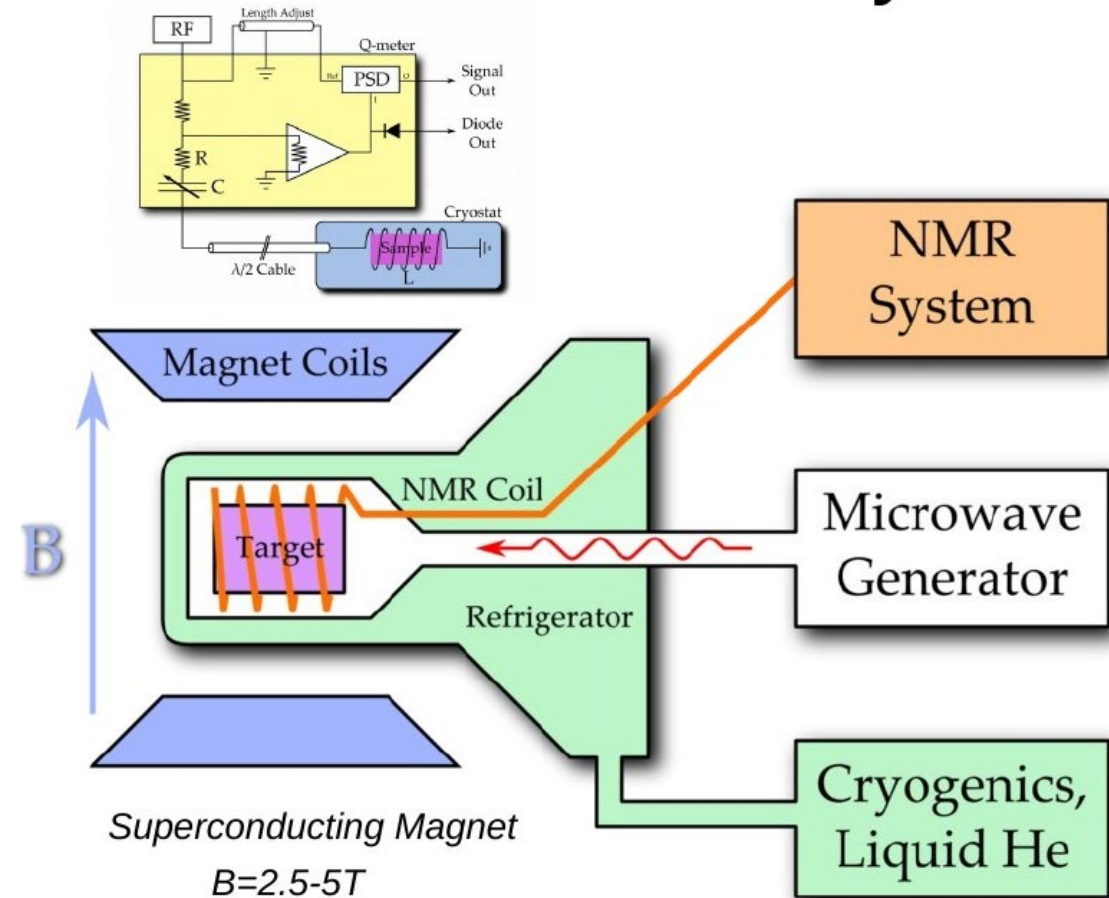 Length Adjust
RF
Q-meter
Ref
PSD
O
Signal
Out
I
Diode
Out
R
C
Cryostat
Sample
λ/2 Cable
L
NMR
System
Magnet Coils
NMR Coil
B
Target
Microwave
Generator
Refrigerator
Cryogenics,
Liquid He
Superconducting Magnet
B=2.5-5T